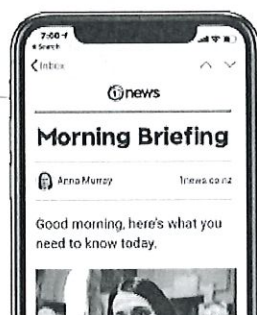 7:00
Search
Inbox
1news
Morning Briefing
Anna Murray 1news.co.nz
Good morning, here's what you
need to know today.